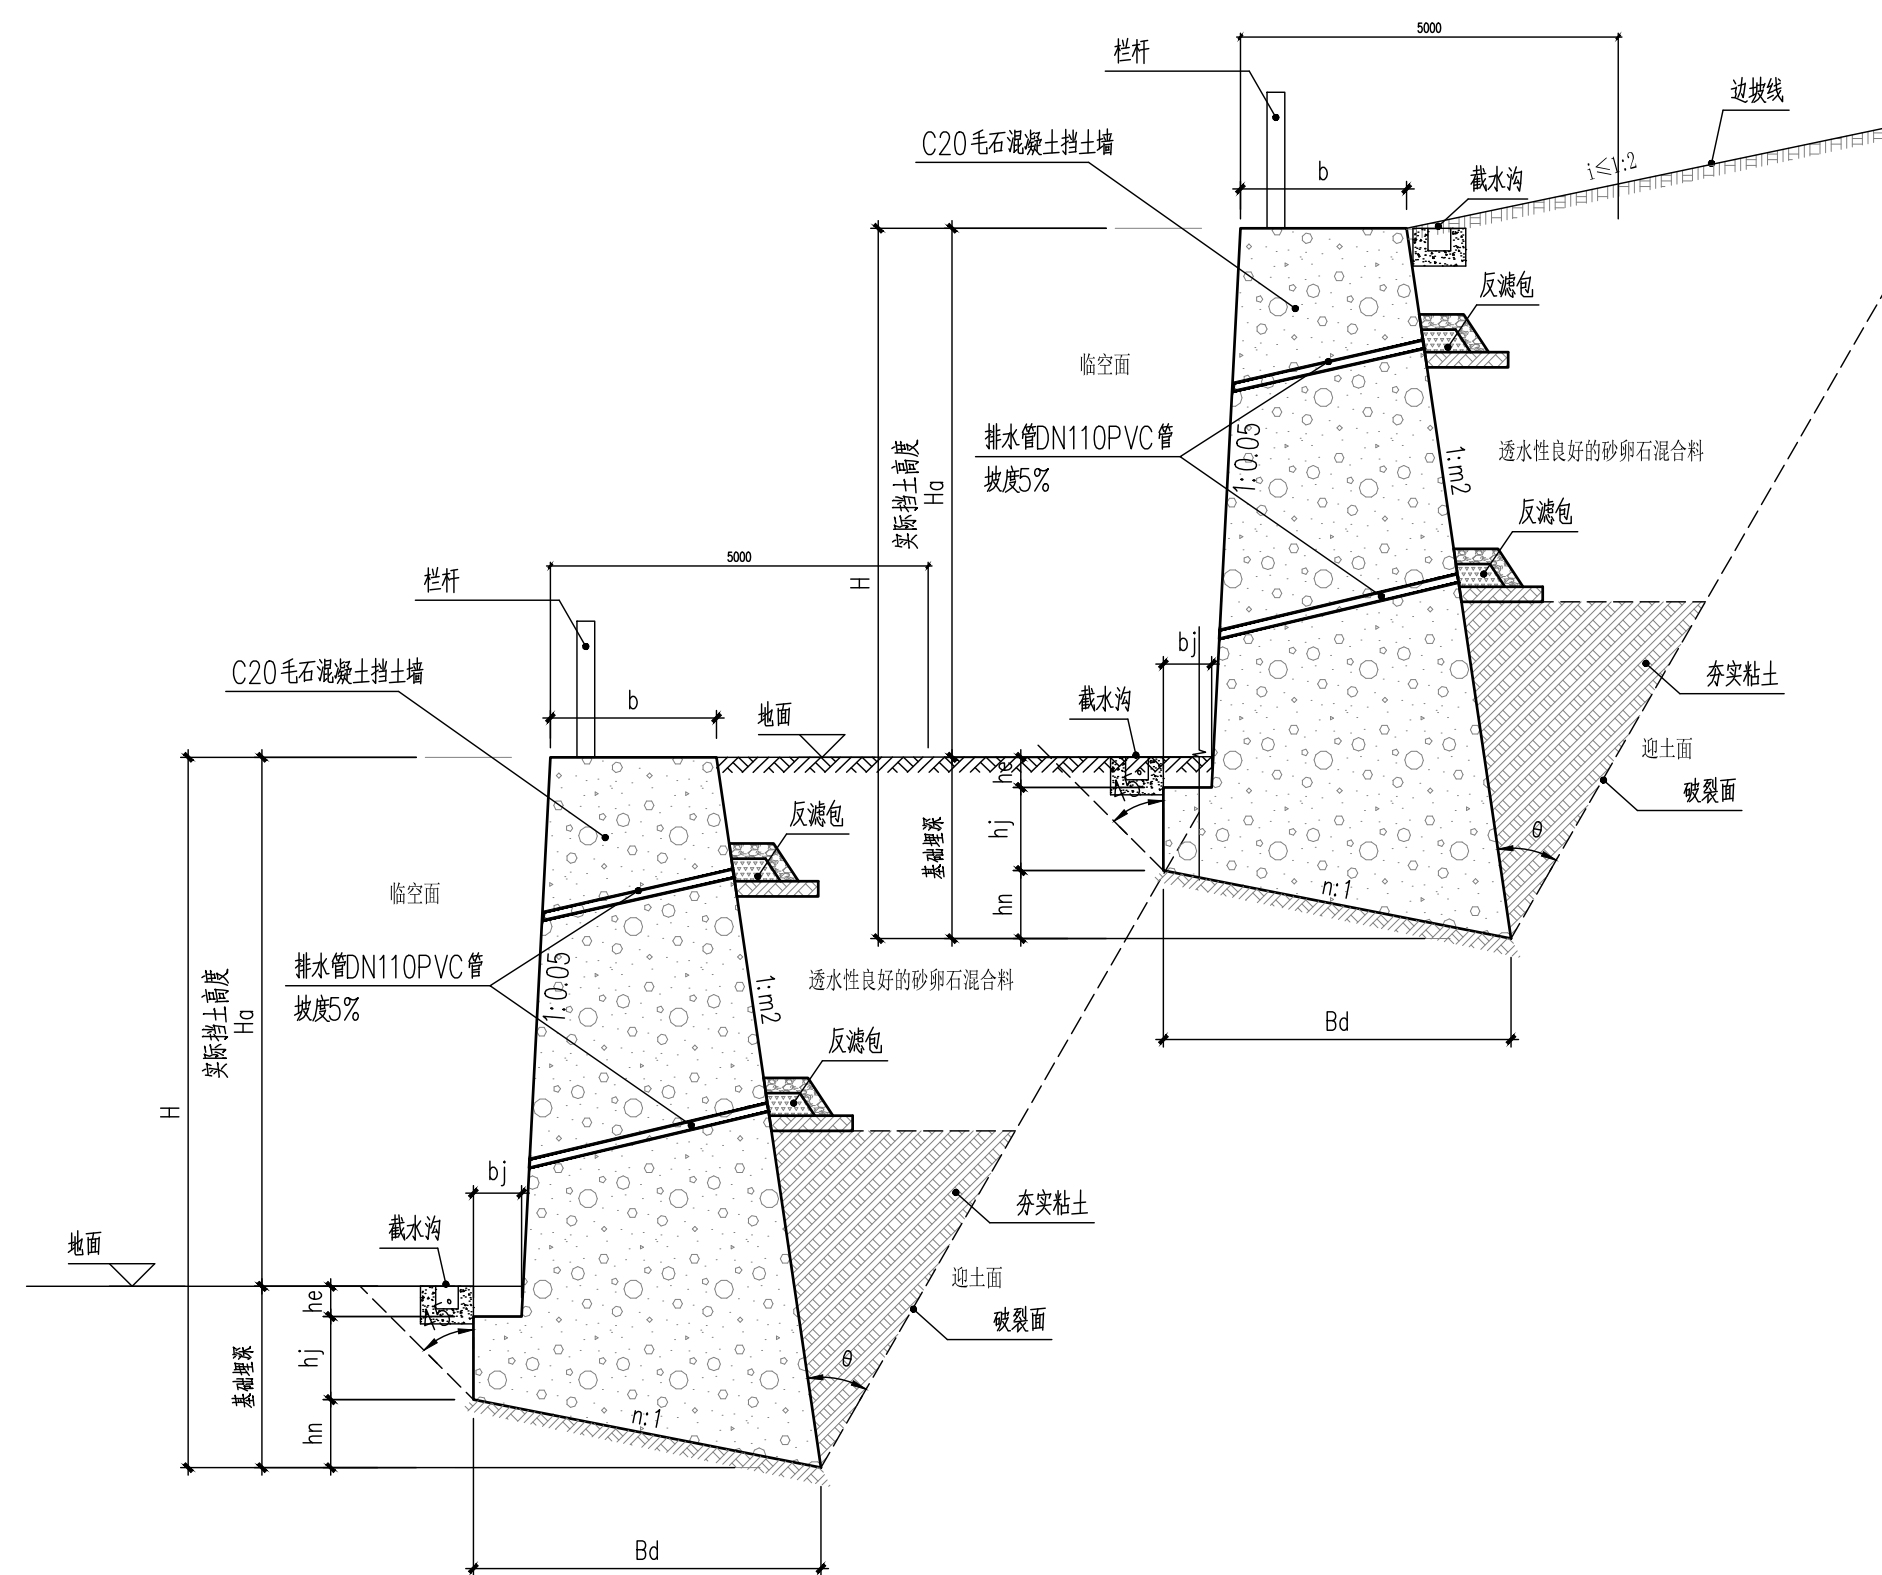 5000
栏杆
边坡线
C20毛石混凝土挡土墙
b
截水沟
i≤1:2
反滤包
临空面
排水管DN110PVC管
坡度5%
1:0.05
1:m2
透水性良好的砂卵石混合料
实际挡土高度
Ha
H
反滤包
bj
截水沟
夯实粘土
迎土面
破裂面
he
hj
hn
基础埋深
θ
n:1
Bd
5000
栏杆
C20毛石混凝土挡土墙
b
地面
反滤包
临空面
排水管DN110PVC管
坡度5%
1:0.05
1:m2
透水性良好的砂卵石混合料
实际挡土高度
Ha
H
反滤包
bj
截水沟
地面
夯实粘土
迎土面
破裂面
he
hj
hn
基础埋深
θ
n:1
Bd